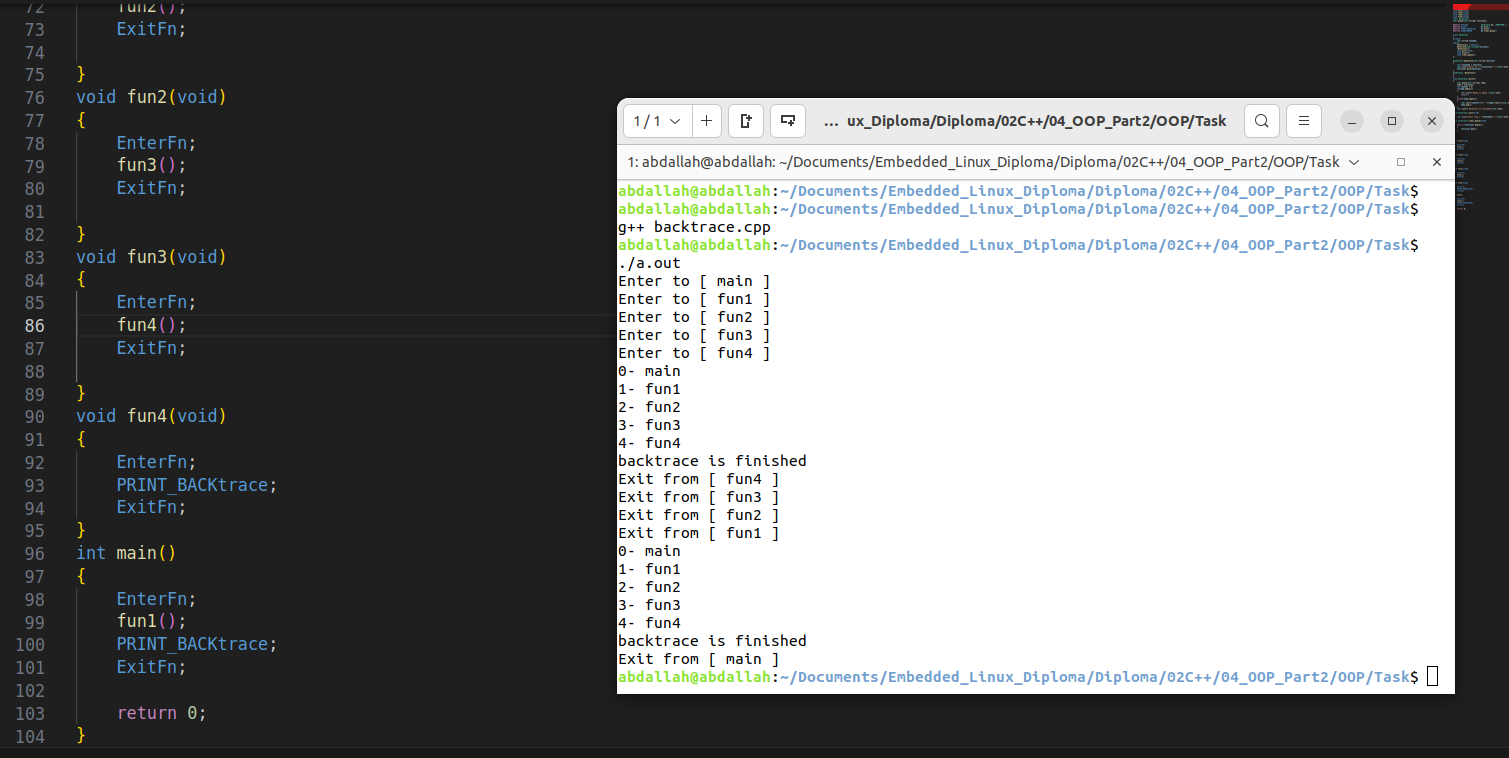 72 fun2();
73 ExitFn;
74
75 }
76 void fun2(void)
77 {
78 EnterFn;
79 fun3();
80 ExitFn;
81
82 }
83 void fun3(void)
84 {
85 EnterFn;
86 fun4();
87 ExitFn;
88
89 }
90 void fun4(void)
91 {
92 EnterFn;
93 PRINT_BACKtrace;
94 ExitFn;
95 }
96 int main()
97 {
98 EnterFn;
99 fun1();
100 PRINT_BACKtrace;
101 ExitFn;
102
103 return 0;
104 }
1 / 1 ... ux_Diploma/Diploma/02C++/04_OOP_Part2/OOP/Task
1: abdallah@abdallah: ~/Documents/Embedded_Linux_Diploma/Diploma/02C++/04_OOP_Part2/OOP/Task
abdallah@abdallah:~/Documents/Embedded_Linux_Diploma/Diploma/02C++/04_OOP_Part2/OOP/Task$
abdallah@abdallah:~/Documents/Embedded_Linux_Diploma/Diploma/02C++/04_OOP_Part2/OOP/Task$
g++ backtrace.cpp
abdallah@abdallah:~/Documents/Embedded_Linux_Diploma/Diploma/02C++/04_OOP_Part2/OOP/Task$
./a.out
Enter to [ main ]
Enter to [ fun1 ]
Enter to [ fun2 ]
Enter to [ fun3 ]
Enter to [ fun4 ]
0- main
1- fun1
2- fun2
3- fun3
4- fun4
backtrace is finished
Exit from [ fun4 ]
Exit from [ fun3 ]
Exit from [ fun2 ]
Exit from [ fun1 ]
0- main
1- fun1
2- fun2
3- fun3
4- fun4
backtrace is finished
Exit from [ main ]
abdallah@abdallah:~/Documents/Embedded_Linux_Diploma/Diploma/02C++/04_OOP_Part2/OOP/Task$